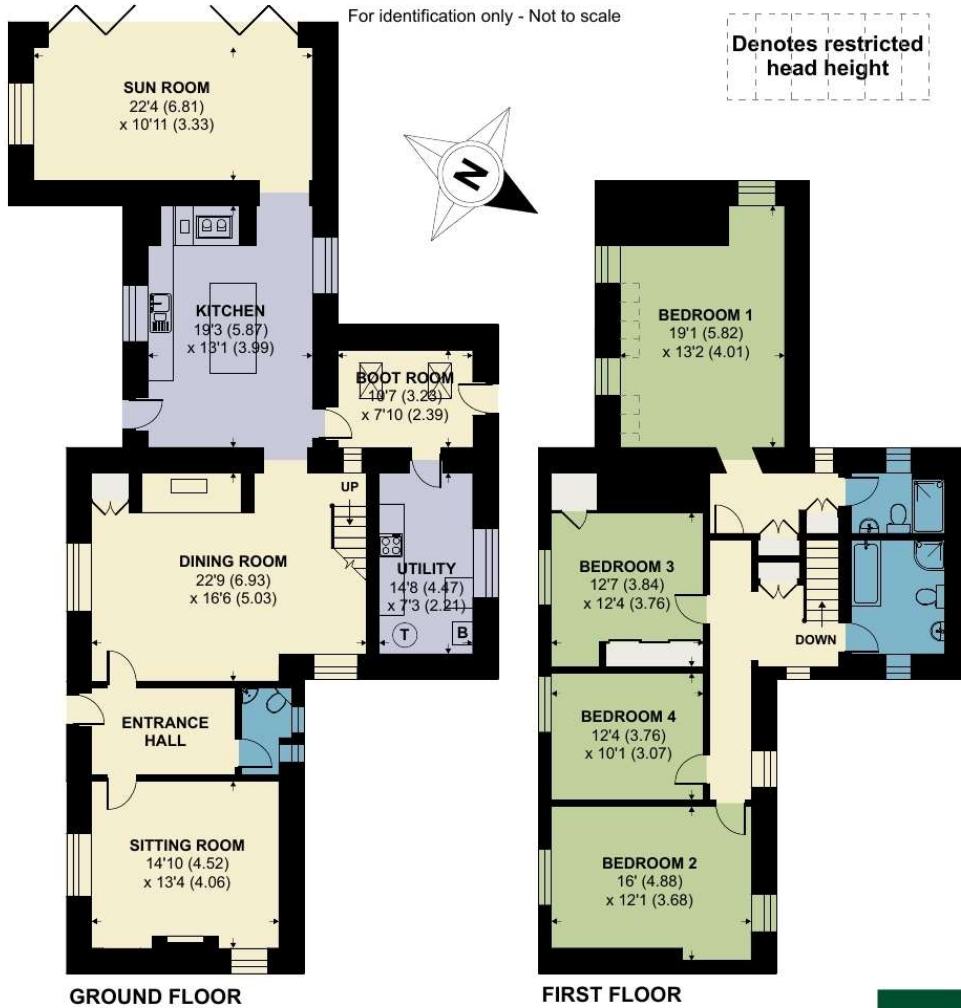 For identification only - Not to scale
Denotes restricted
head height
SUN ROOM
22'4 (6.81)
x 10'11 (3.33)
N
KITCHEN
19'3 (5.87)
x 13'1 (3.99)
BOOT ROOM
10'7 (3.23)
x 7'10 (2.39)
UP
DINING ROOM
22'9 (6.93)
x 16'6 (5.03)
UTILITY
14'8 (4.47)
x 7'3 (2.21)
T
B
ENTRANCE
HALL
SITTING ROOM
14'10 (4.52)
x 13'4 (4.06)
GROUND FLOOR
BEDROOM 1
19'1 (5.82)
x 13'2 (4.01)
BEDROOM 3
12'7 (3.84)
x 12'4 (3.76)
DOWN
BEDROOM 4
12'4 (3.76)
x 10'1 (3.07)
BEDROOM 2
16' (4.88)
x 12'1 (3.68)
FIRST FLOOR